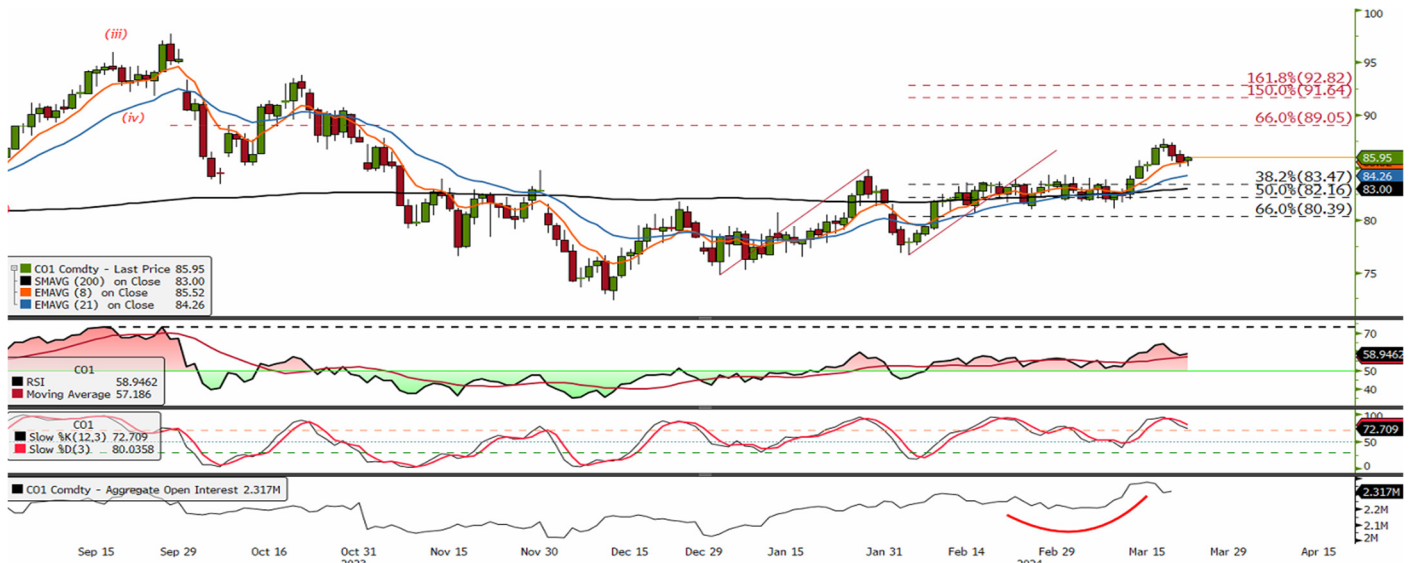 (iii)
(iv)
100
95
90
80
75
161.8%(92.82)
150.0%(91.64)
66.0%(89.05)
38.2%(83.47)
50.0%(82.16)
66.0%(80.39)
85.95
84.26
83.00
CO1 Comdty - Last Price 85.95
SMAVG (200) on Close 83.00
EMAVG (8) on Close 85.52
EMAVG (21) on Close 84.26
70
58.9462
50
40
CO1
RSI 58.9462
Moving Average 57.186
100
72.709
50
0
CO1
Slow %K(12,3) 72.709
Slow %D(3) 80.0358
CO1 Comdty - Aggregate Open Interest 2.317M
2.317M
2.2M
2.1M
2M
Sep 15 Sep 29 Oct 16 Oct 31 Nov 15 Nov 30 Dec 15 Dec 29 Jan 15 Jan 31 Feb 14 Feb 29 Mar 15 Mar 29 Apr 15
2023 2024